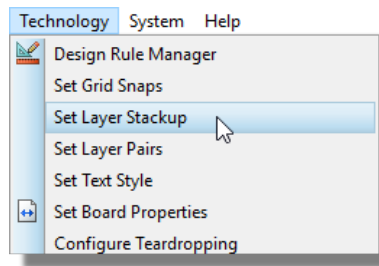 Technology System Help
Design Rule Manager
Set Grid Snaps
Set Layer Stackup
Set Layer Pairs
Set Text Style
Set Board Properties
Configure Teardropping